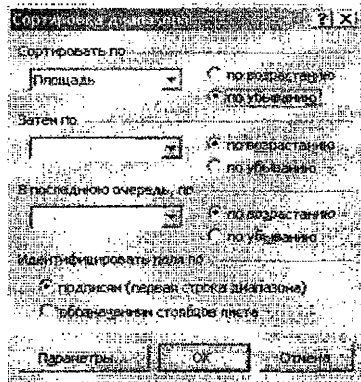 Сортировка диапазона
Сортировать по
Площадь
по возрастанию
по убыванию
Затем по
по возрастанию
по убыванию
В последнюю очередь, по
по возрастанию
по убыванию
Идентифицировать поля по
подписям (первая строка диапазона)
обозначениям столбцов листа
Параметры... ОК Отмена